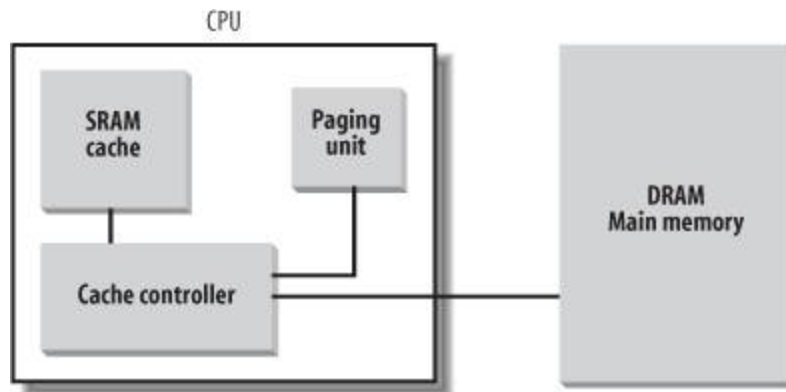 CPU
SRAM
cache
Paging
unit
DRAM
Main memory
Cache controller